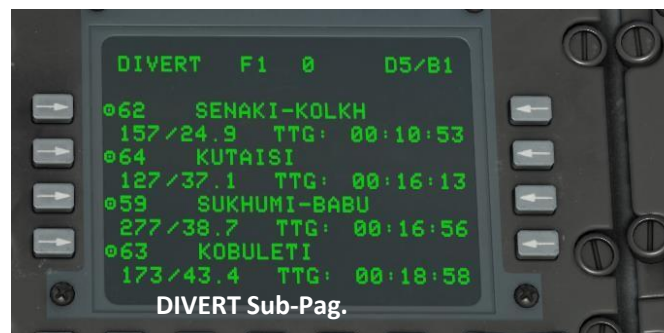 DIVERT F1 0 D5/B1
62 SENAKI-KOLKH
157/24.9 TTG: 00:10:53
64 KUTAISI
127/37.1 TTG: 00:16:13
59 SUKHUMI-BABU
277/38.7 TTG: 00:16:56
63 KOBULETI
173/43.4 TTG: 00:18:58
DIVERT Sub-Pag.